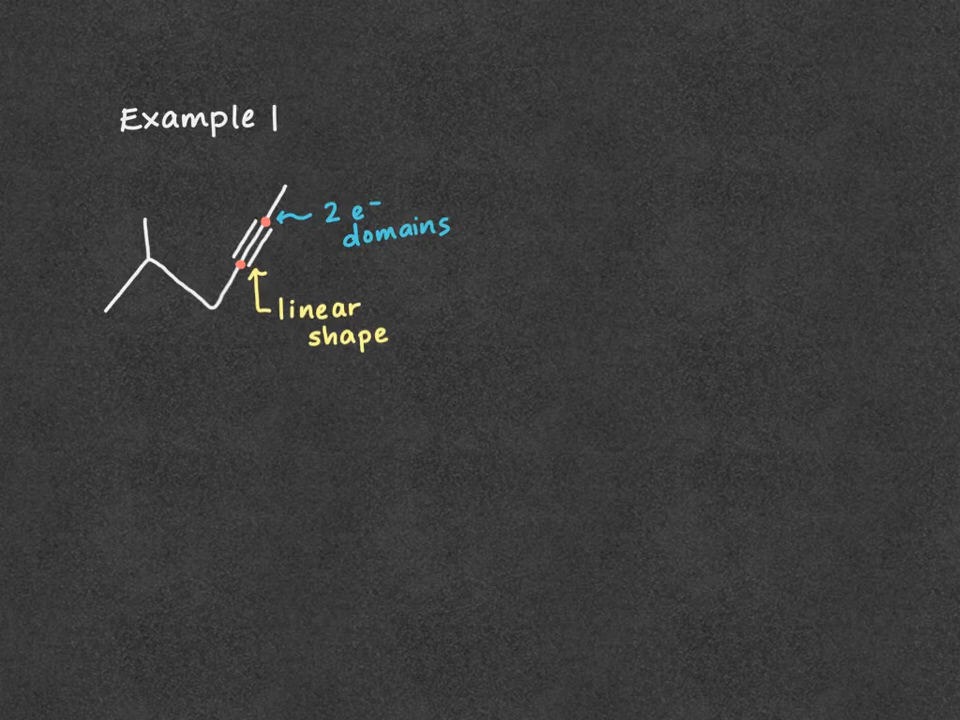 Example 1
2 e⁻
domains
linear
shape